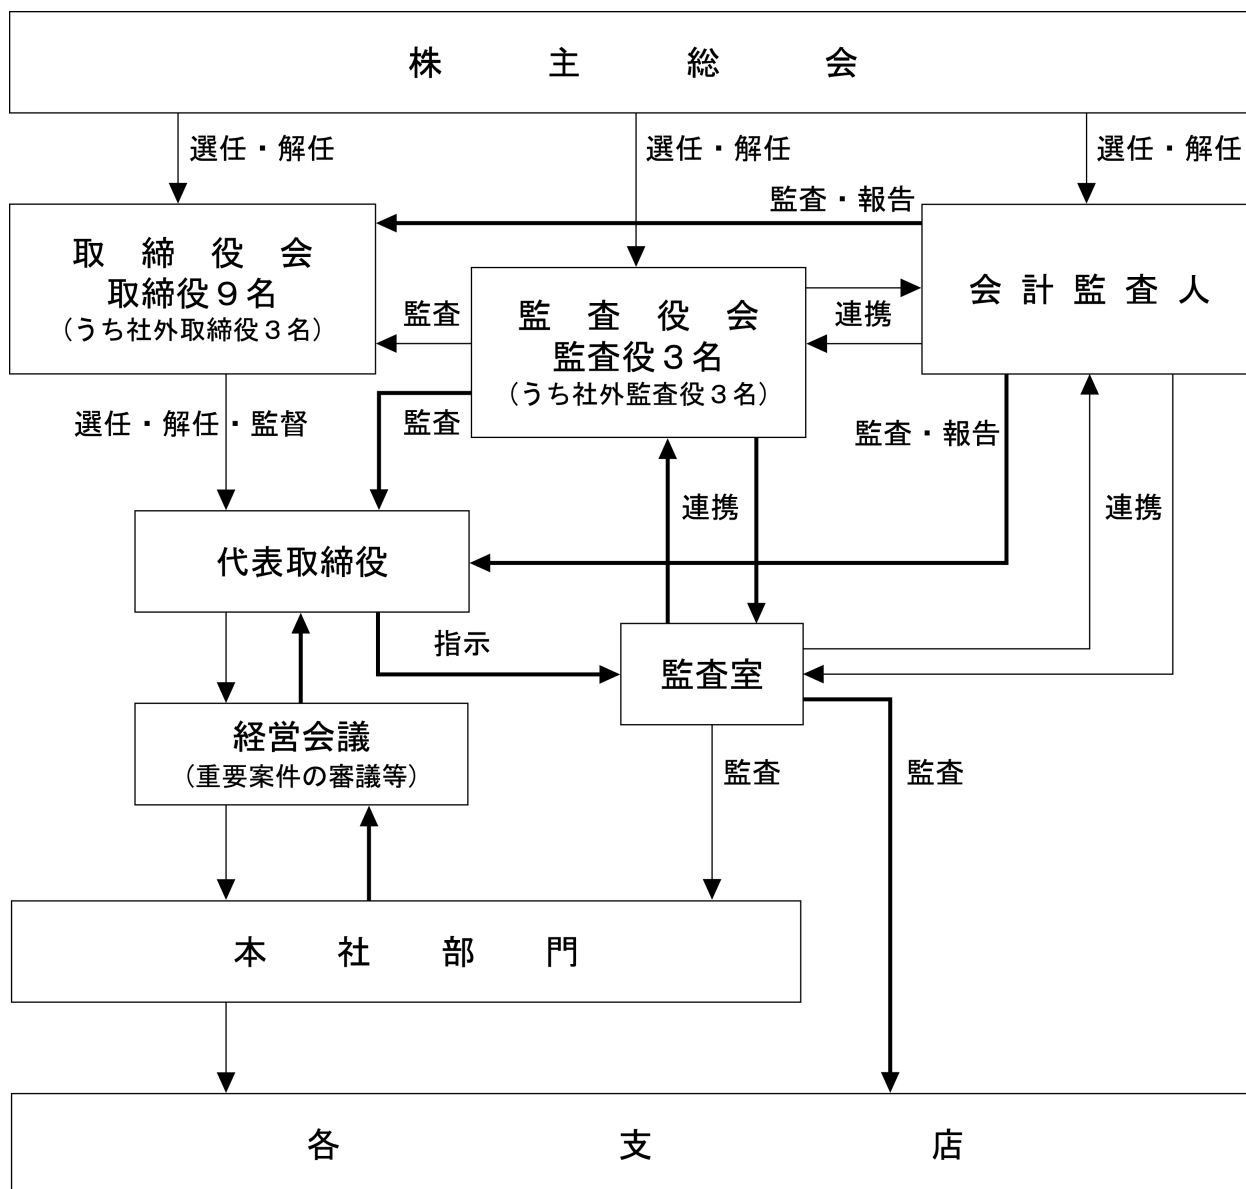 株主総会
選任・解任
選任・解任
選任・解任
監査・報告
取締役会
取締役9名
(うち社外取締役3名)
監査
監査役会
監査役3名
(うち社外監査役3名)
連携
会計監査人
選任・解任・監督
監査
監査・報告
連携
連携
代表取締役
指示
監査室
経営会議
(重要案件の審議等)
監査
監査
本社部門
各支店